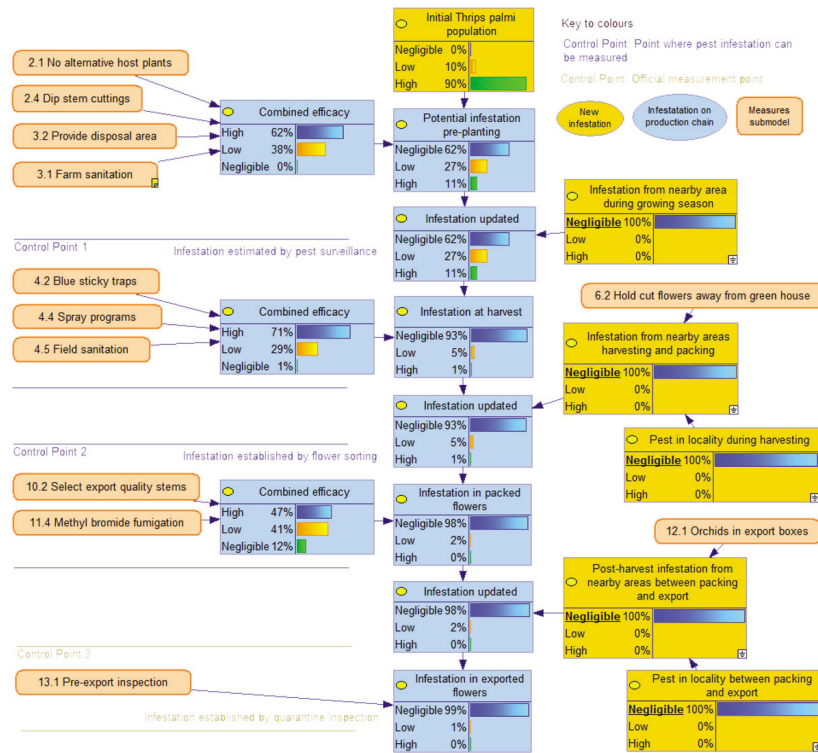 Initial Thrips palmi
population
Negligible 0%
Low 10%
High 90%
Key to colours
Control Point: Point where pest infestation can
be measured
Control Point: Official measurement point
New
infestation
Infestatation on
production chain
Measures
submodel
2.1 No alternative host plants
2.4 Dip stem cuttings
3.2 Provide disposal area
3.1 Farm sanitation
Combined efficacy
High 62%
Low 38%
Negligible 0%
Potential infestation
pre-planting
Negligible 62%
Low 27%
High 11%
Infestation from nearby area
during growing season
Negligible 100%
Low 0%
High 0%
Infestation updated
Negligible 62%
Low 27%
High 11%
Control Point 1
Infestation estimated by pest surveillance
4.2 Blue sticky traps
4.4 Spray programs
4.5 Field sanitation
Combined efficacy
High 71%
Low 29%
Negligible 1%
Infestation at harvest
Negligible 93%
Low 5%
High 1%
6.2 Hold cut flowers away from green house
Infestation from nearby areas
harvesting and packing
Negligible 100%
Low 0%
High 0%
Infestation updated
Negligible 93%
Low 5%
High 1%
Pest in locality during harvesting
Negligible 100%
Low 0%
High 0%
Control Point 2
Infestation established by flower sorting
10.2 Select export quality stems
11.4 Methyl bromide fumigation
Combined efficacy
High 47%
Low 41%
Negligible 12%
Infestation in packed
flowers
Negligible 98%
Low 2%
High 0%
12.1 Orchids in export boxes
Post-harvest infestation from
nearby areas between packing
and export
Negligible 100%
Low 0%
High 0%
Infestation updated
Negligible 98%
Low 2%
High 0%
Control Point 3
13.1 Pre-export inspection
Infestation established by quarantine inspection
Infestation in exported
flowers
Negligible 99%
Low 1%
High 0%
Pest in locality between packing
and export
Negligible 100%
Low 0%
High 0%